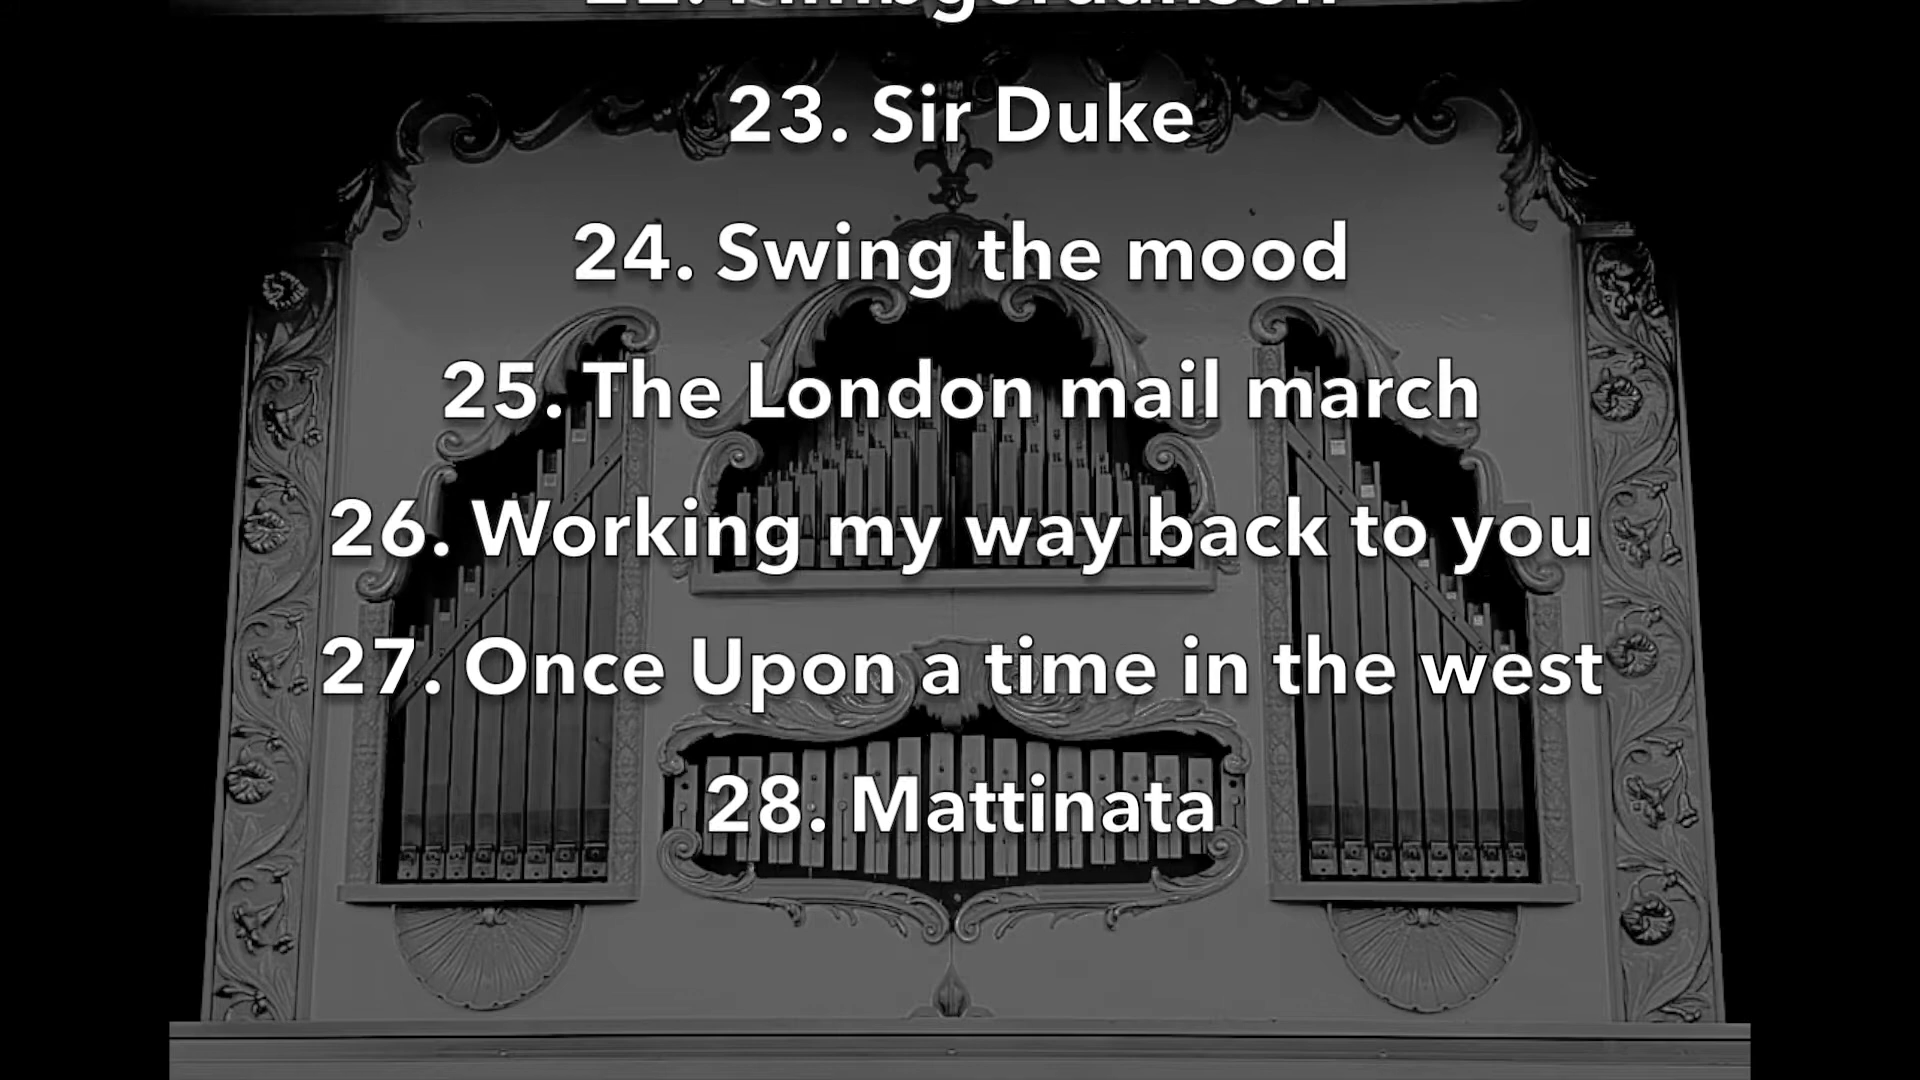 23. Sir Duke
24. Swing the mood
25. The London mail march
26. Working my way back to you
27. Once Upon a time in the west
28. Mattinata